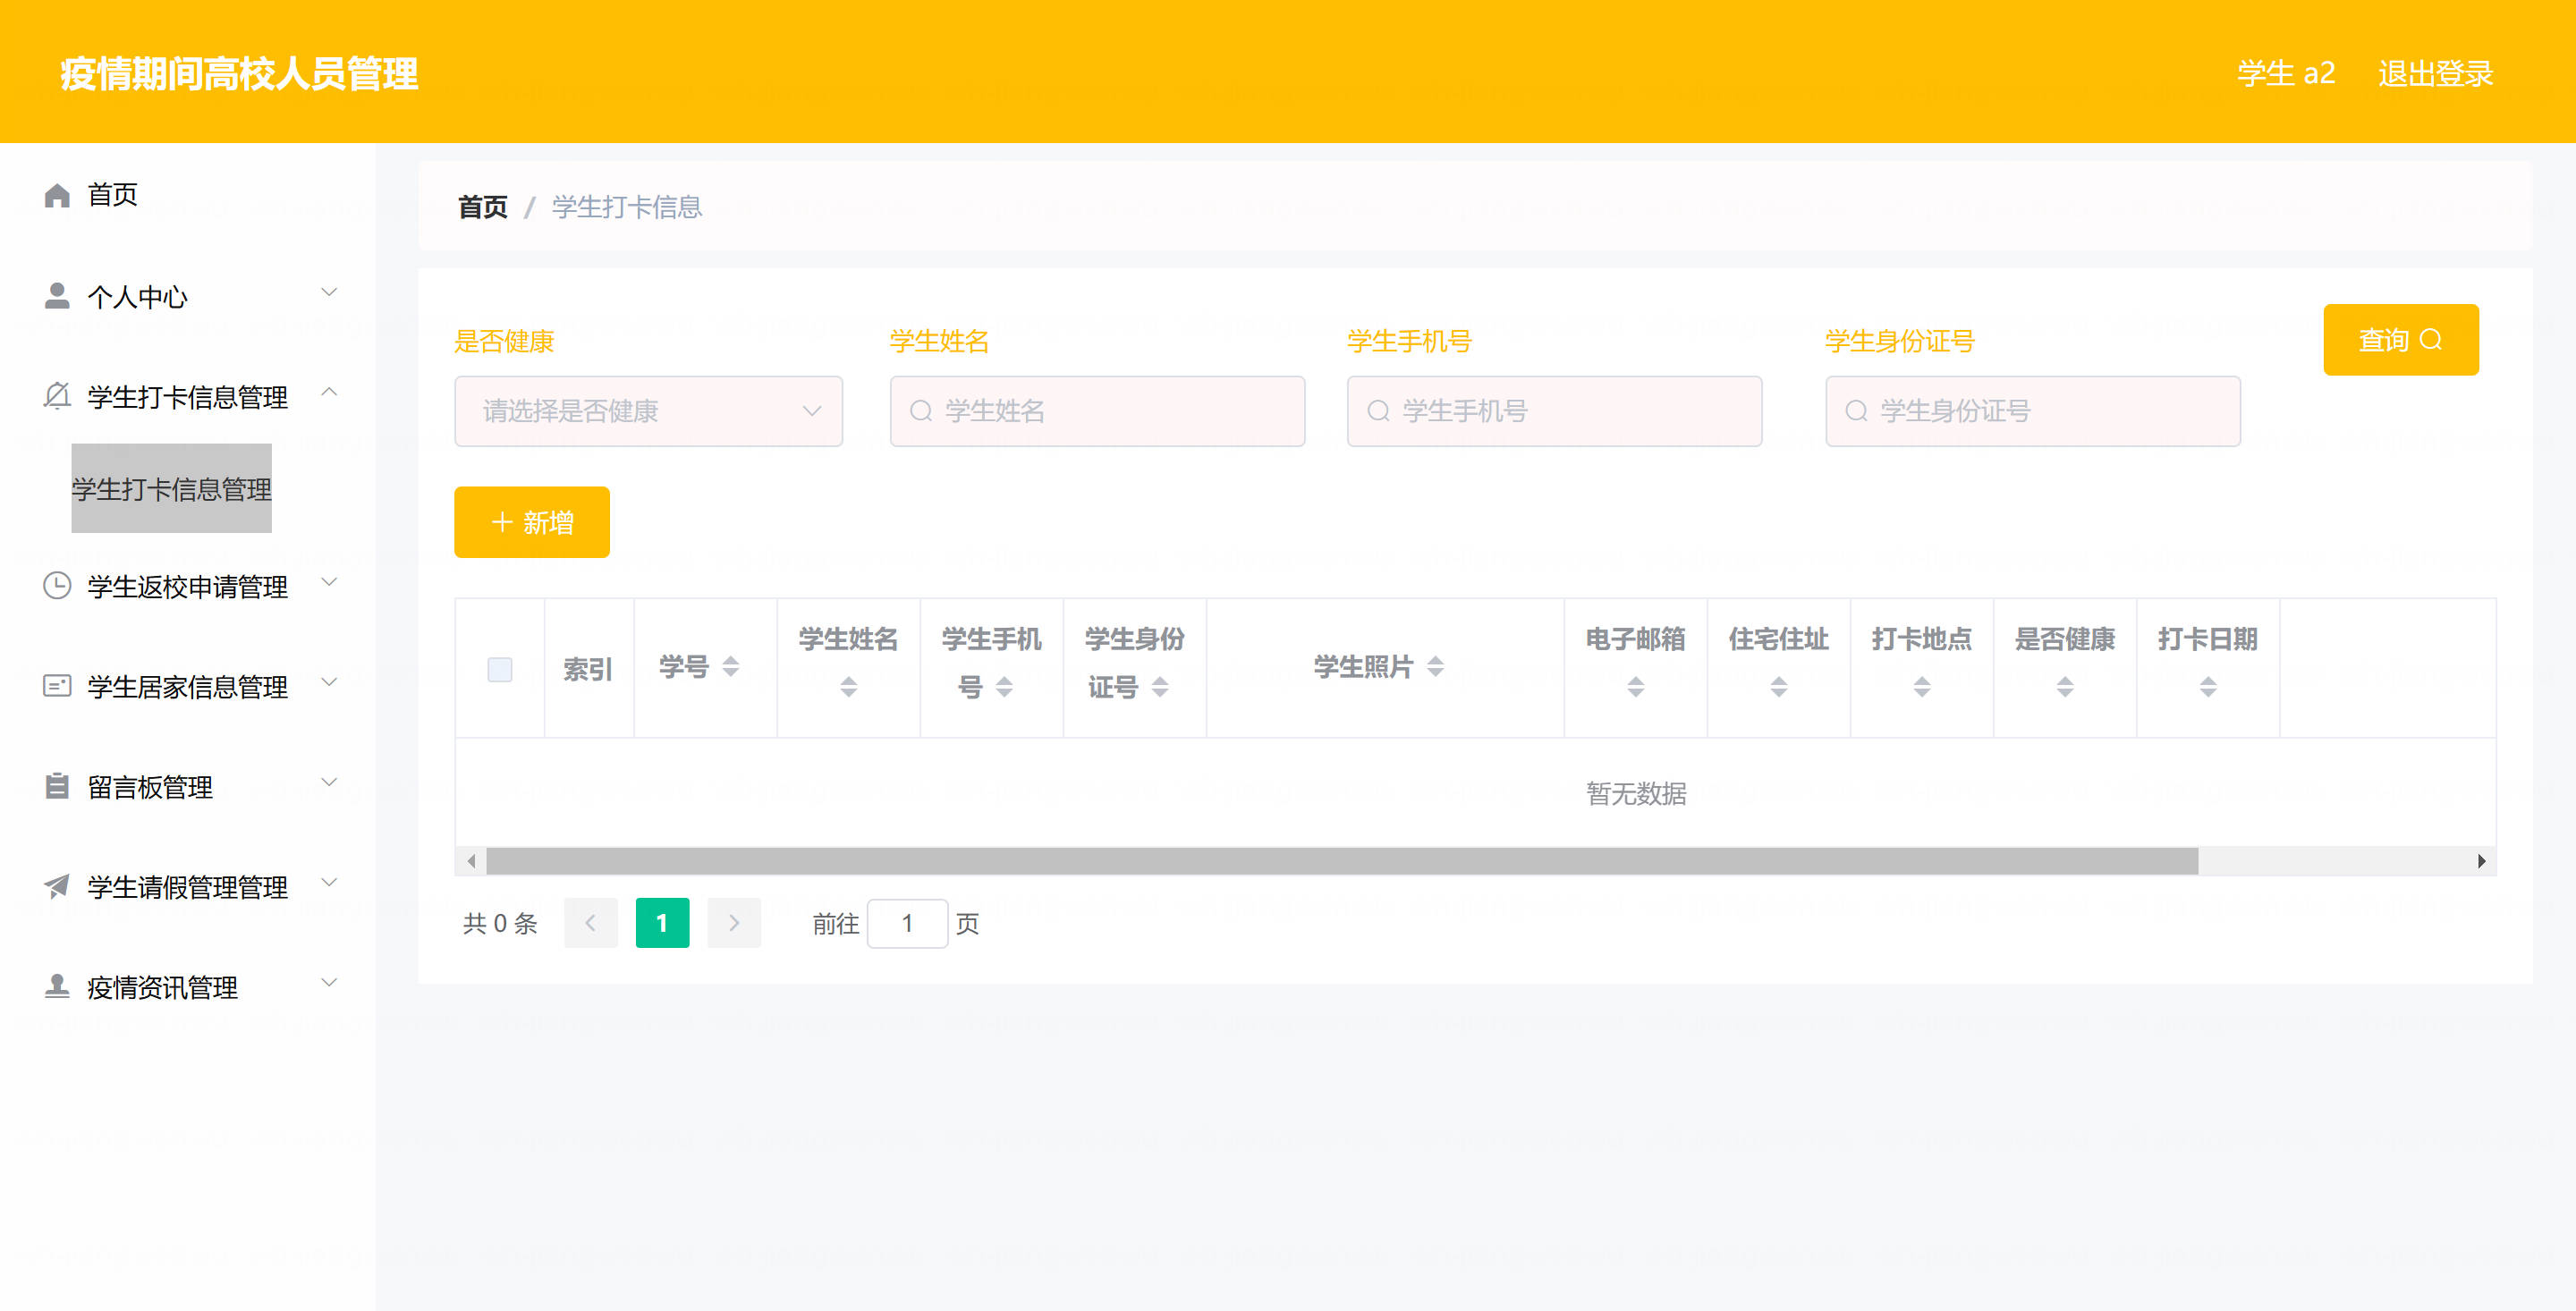 疫情期间高校人员管理
学生 a2 退出登录
首页
个人中心
学生打卡信息管理
学生打卡信息管理
学生返校申请管理
学生居家信息管理
留言板管理
学生请假管理管理
疫情资讯管理
首页 / 学生打卡信息
是否健康 学生姓名 学生手机号 学生身份证号
请选择是否健康 学生姓名 学生手机号 学生身份证号 查询
新增
索引 学号 学生姓名 学生手机号 学生身份证号 学生照片 电子邮箱 住宅住址 打卡地点 是否健康 打卡日期
暂无数据
共 0 条 1 前往 1 页